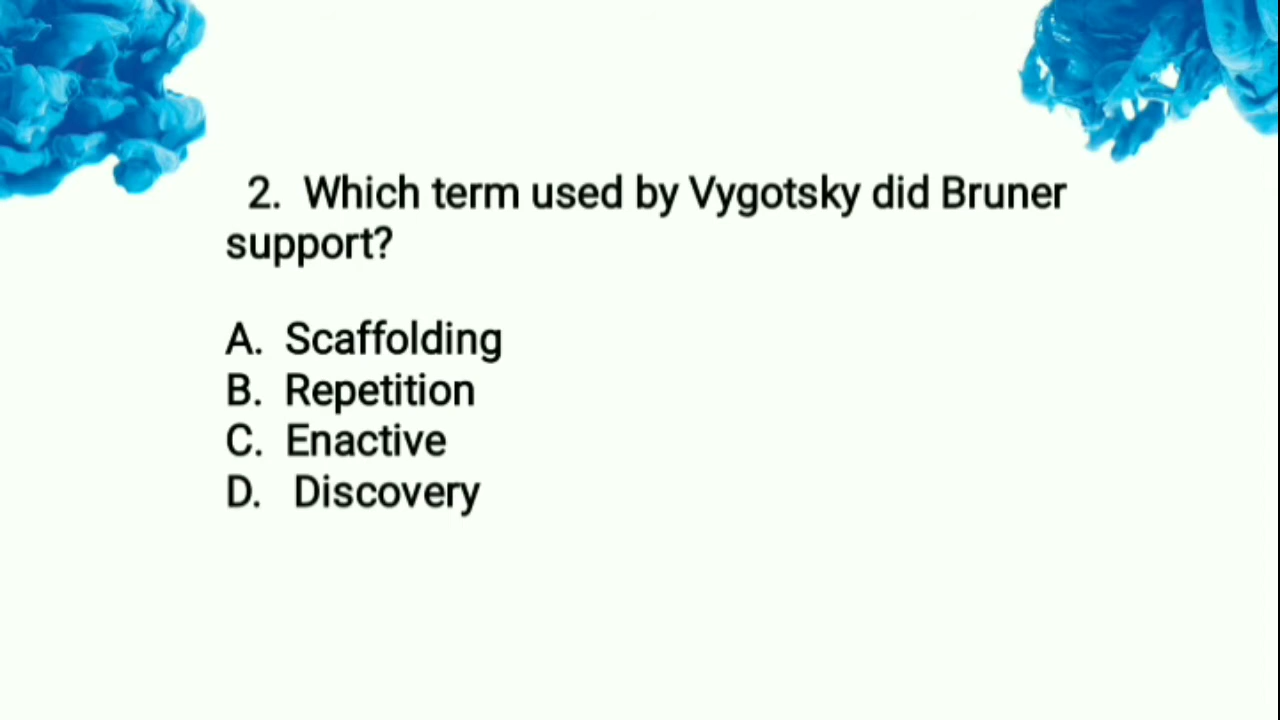 2. Which term used by Vygotsky did Bruner
support?
A. Scaffolding
B. Repetition
C. Enactive
D. Discovery